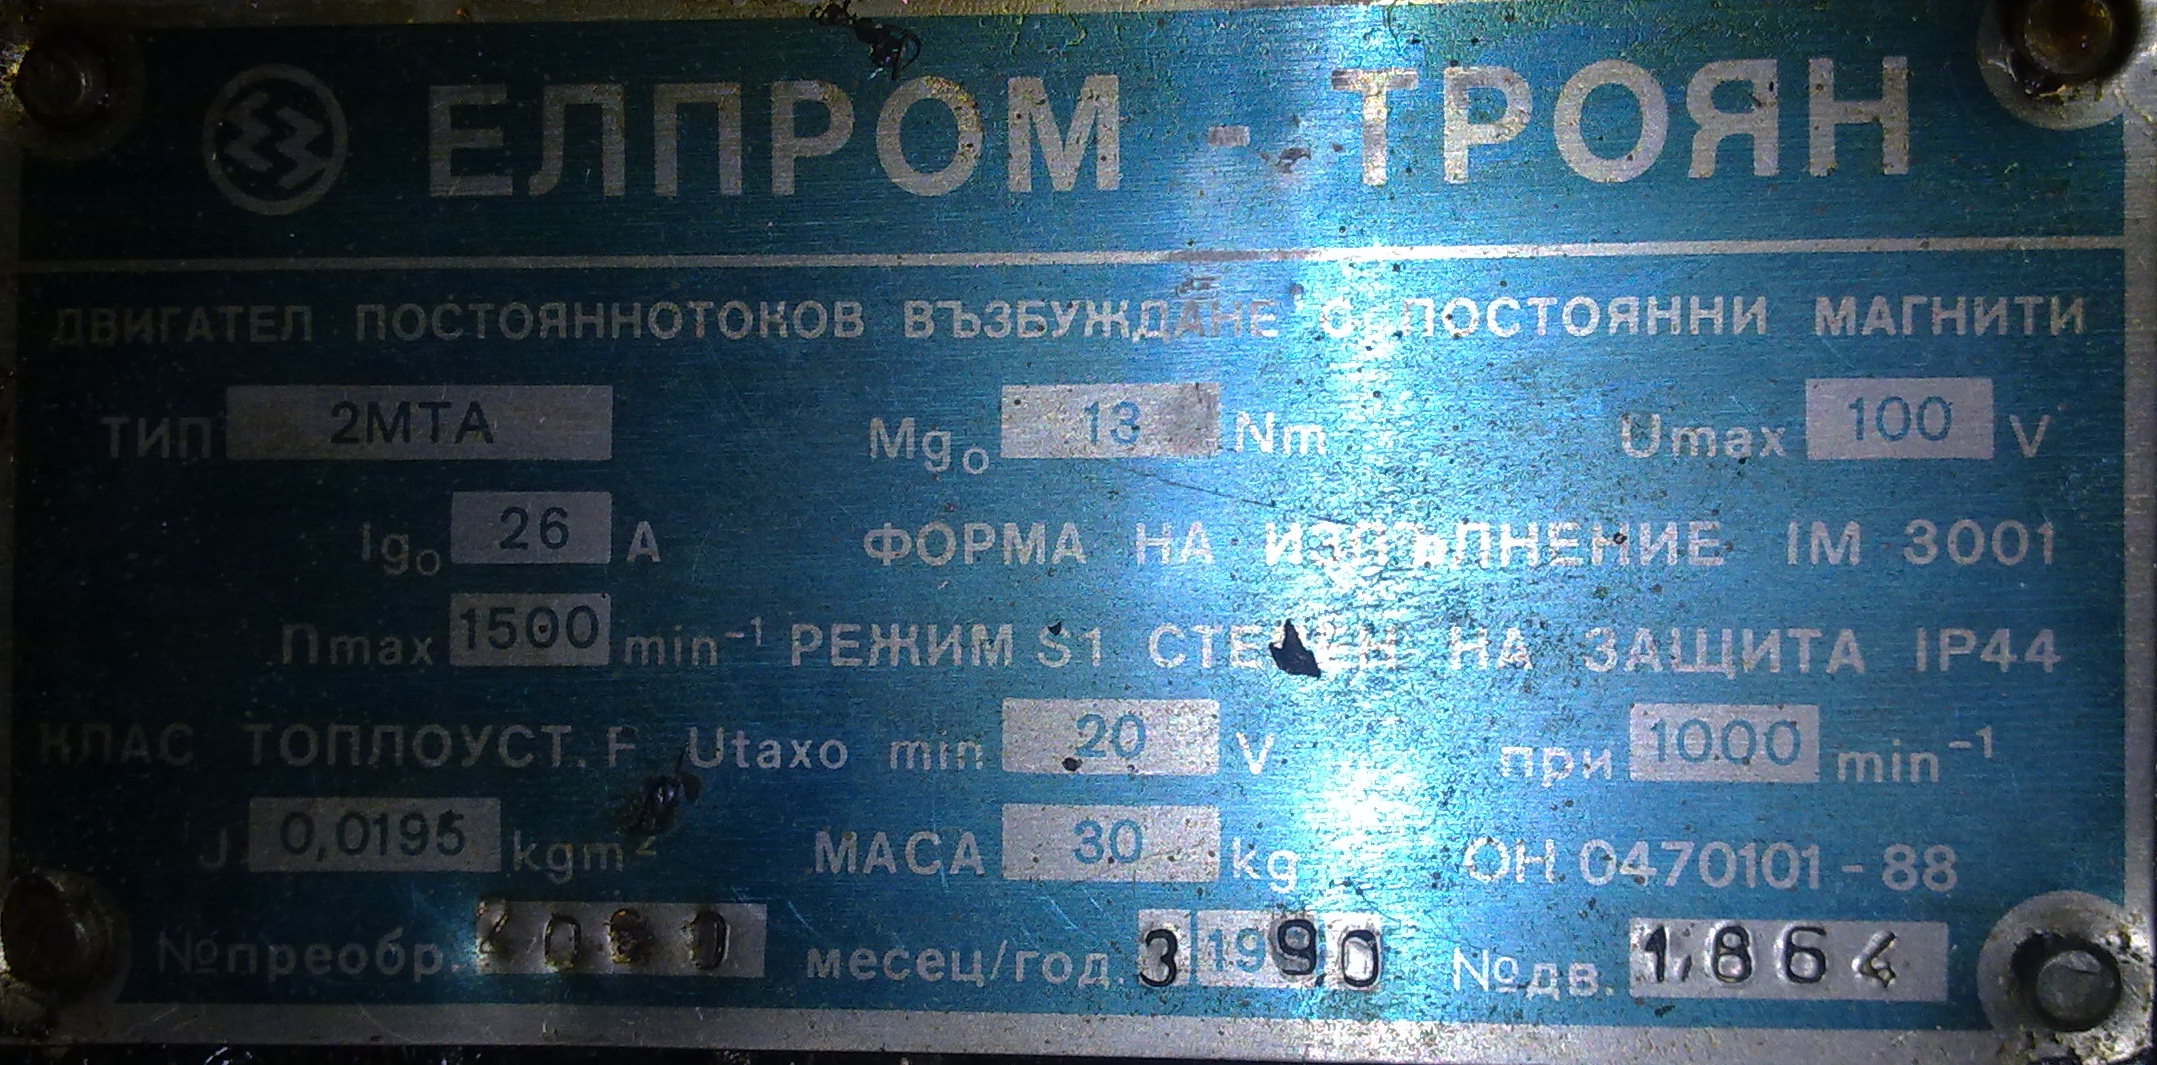 ЕЛПРОМ - ТРОЯН
ДВИГАТЕЛ ПОСТОЯННОТОКОВ ВЪЗБУЖДАНЕ С ПОСТОЯННИ МАГНИТИ
ТИП 2МТА Mgo 13 Nm Umax 100 V
Igo 26 A ФОРМА НА ИЗПЪЛНЕНИЕ IM 3001
nmax 1500 min⁻¹ РЕЖИМ S1 СТЕПЕН НА ЗАЩИТА IP44
КЛАС ТОПЛОУСТ. F Utaxo min 20 V при 1000 min⁻¹
J 0,0195 kgm² МАСА 30 kg ОН 0470101 - 88
№преобр. месец/год. 3 1990 №дв. 1864